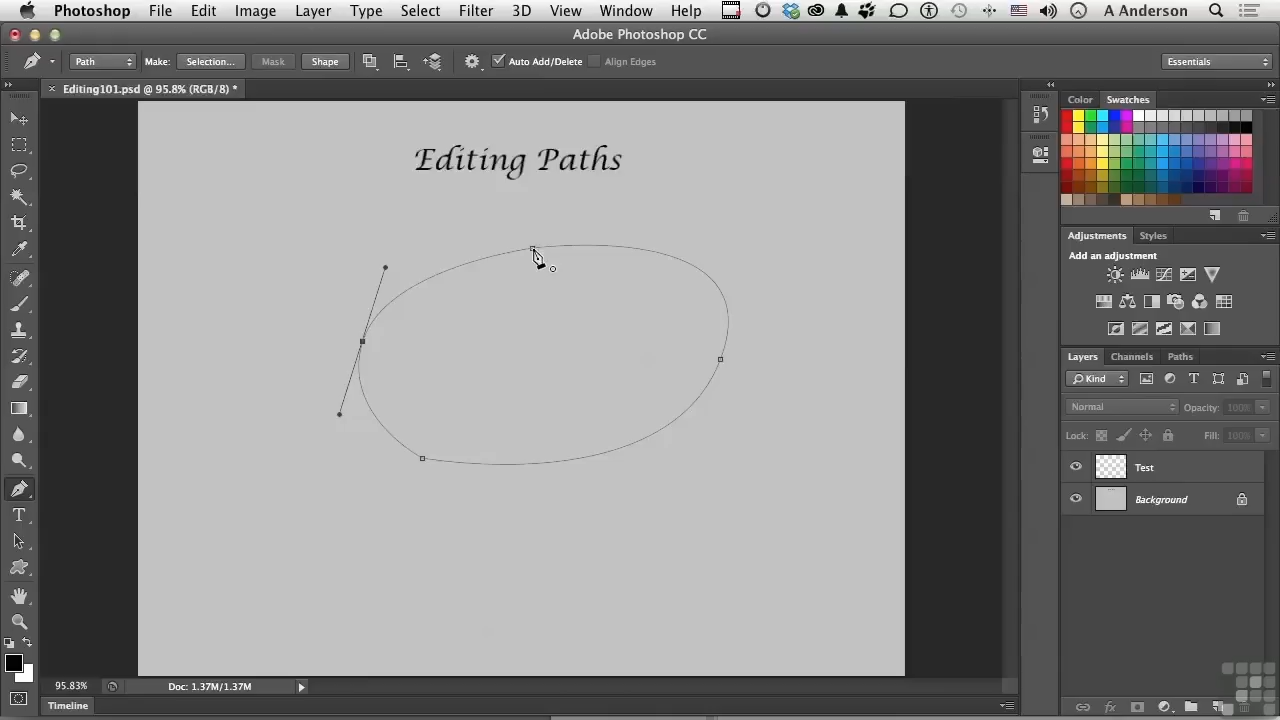 Photoshop File Edit Image Layer Type Select Filter 3D View Window Help A Anderson
Adobe Photoshop CC
Path Make: Selection... Mask Shape Auto Add/Delete Align Edges Essentials
Editing101.psd @ 95.8% (RGB/8) *
Color Swatches
Editing Paths
Adjustments Styles
Add an adjustment
Layers Channels Paths
Kind
Normal Opacity: 100%
Lock: Fill: 100%
Test
Background
95.83% Doc: 1.37M/1.37M
Timeline